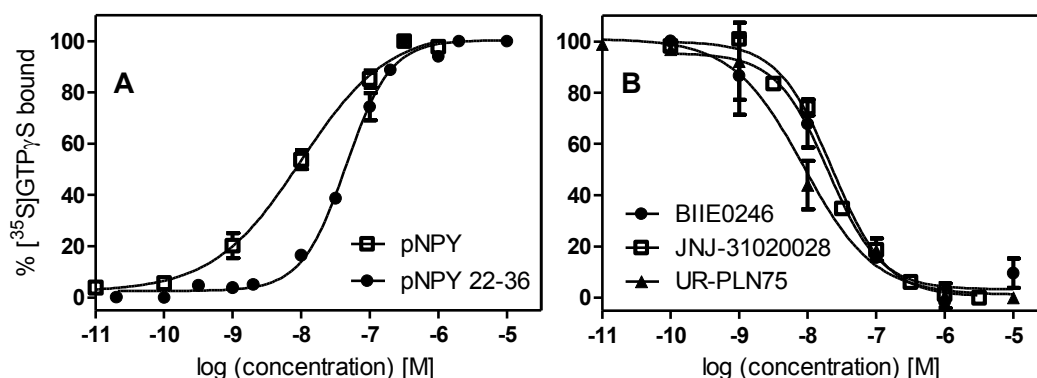 % [³⁵S]GTPγS bound
100
80
60
40
20
0
A
pNPY
pNPY 22-36
-11 -10 -9 -8 -7 -6 -5
log (concentration) [M]
100
80
60
40
20
0
B
BIIE0246
JNJ-31020028
UR-PLN75
-11 -10 -9 -8 -7 -6 -5
log (concentration) [M]